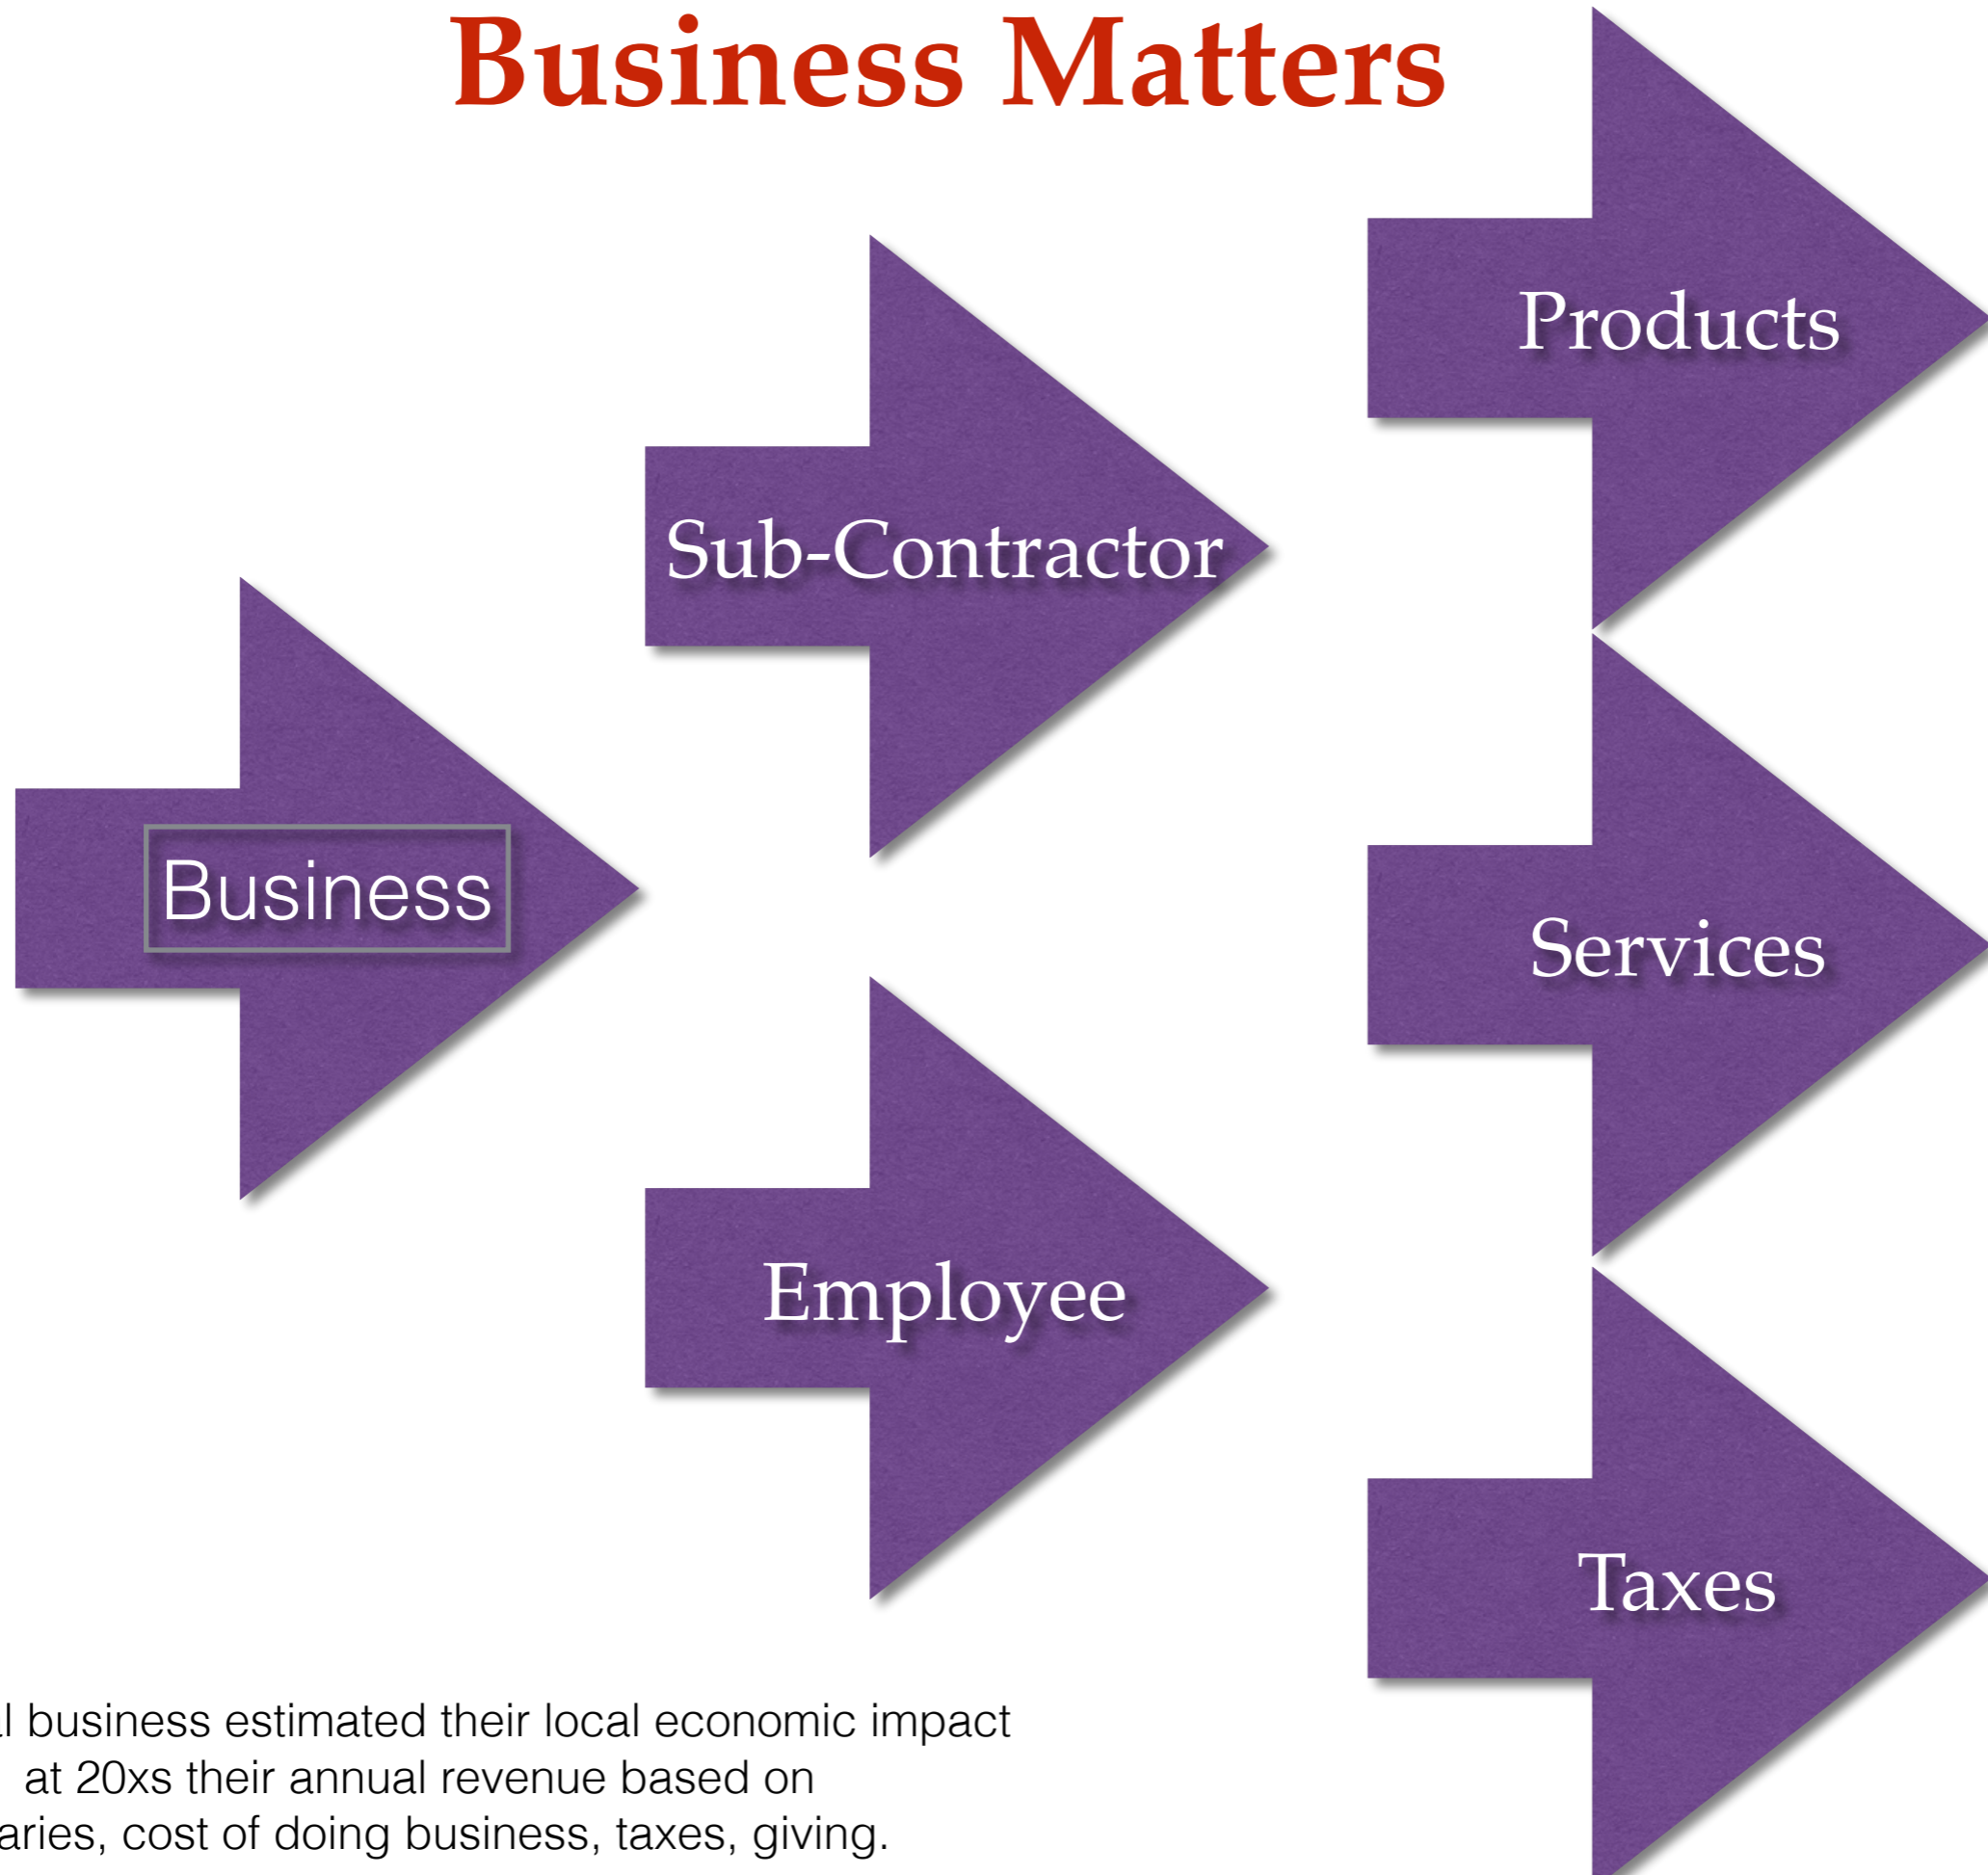 Business Matters
Products
Sub-Contractor
Business
Services
Employee
Taxes
business estimated their local economic impact
at 20xs their annual revenue based on
cost of doing business, taxes, giving.